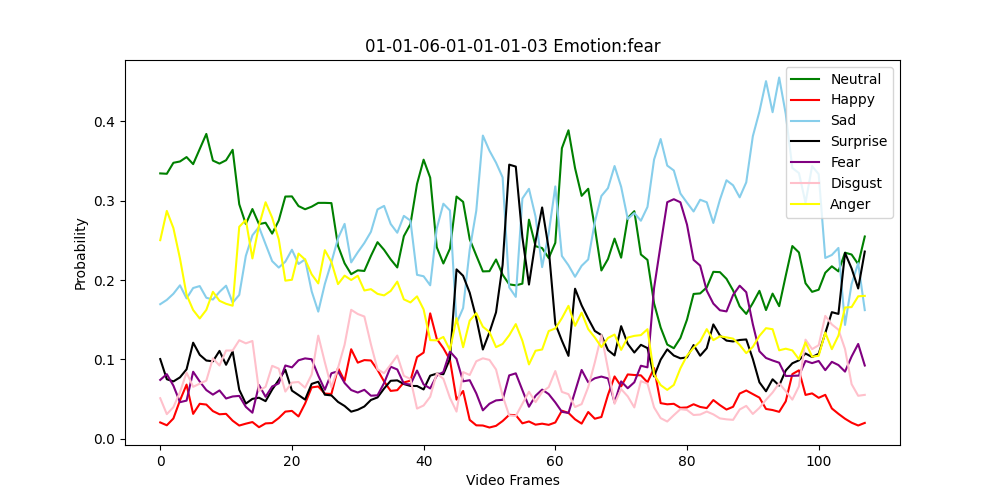 01-01-06-01-01-01-03 Emotion:fear
Probability
0.4
0.3
0.2
0.1
0.0
0
20
40
60
80
100
Video Frames
Neutral
Happy
Sad
Surprise
Fear
Disgust
Anger